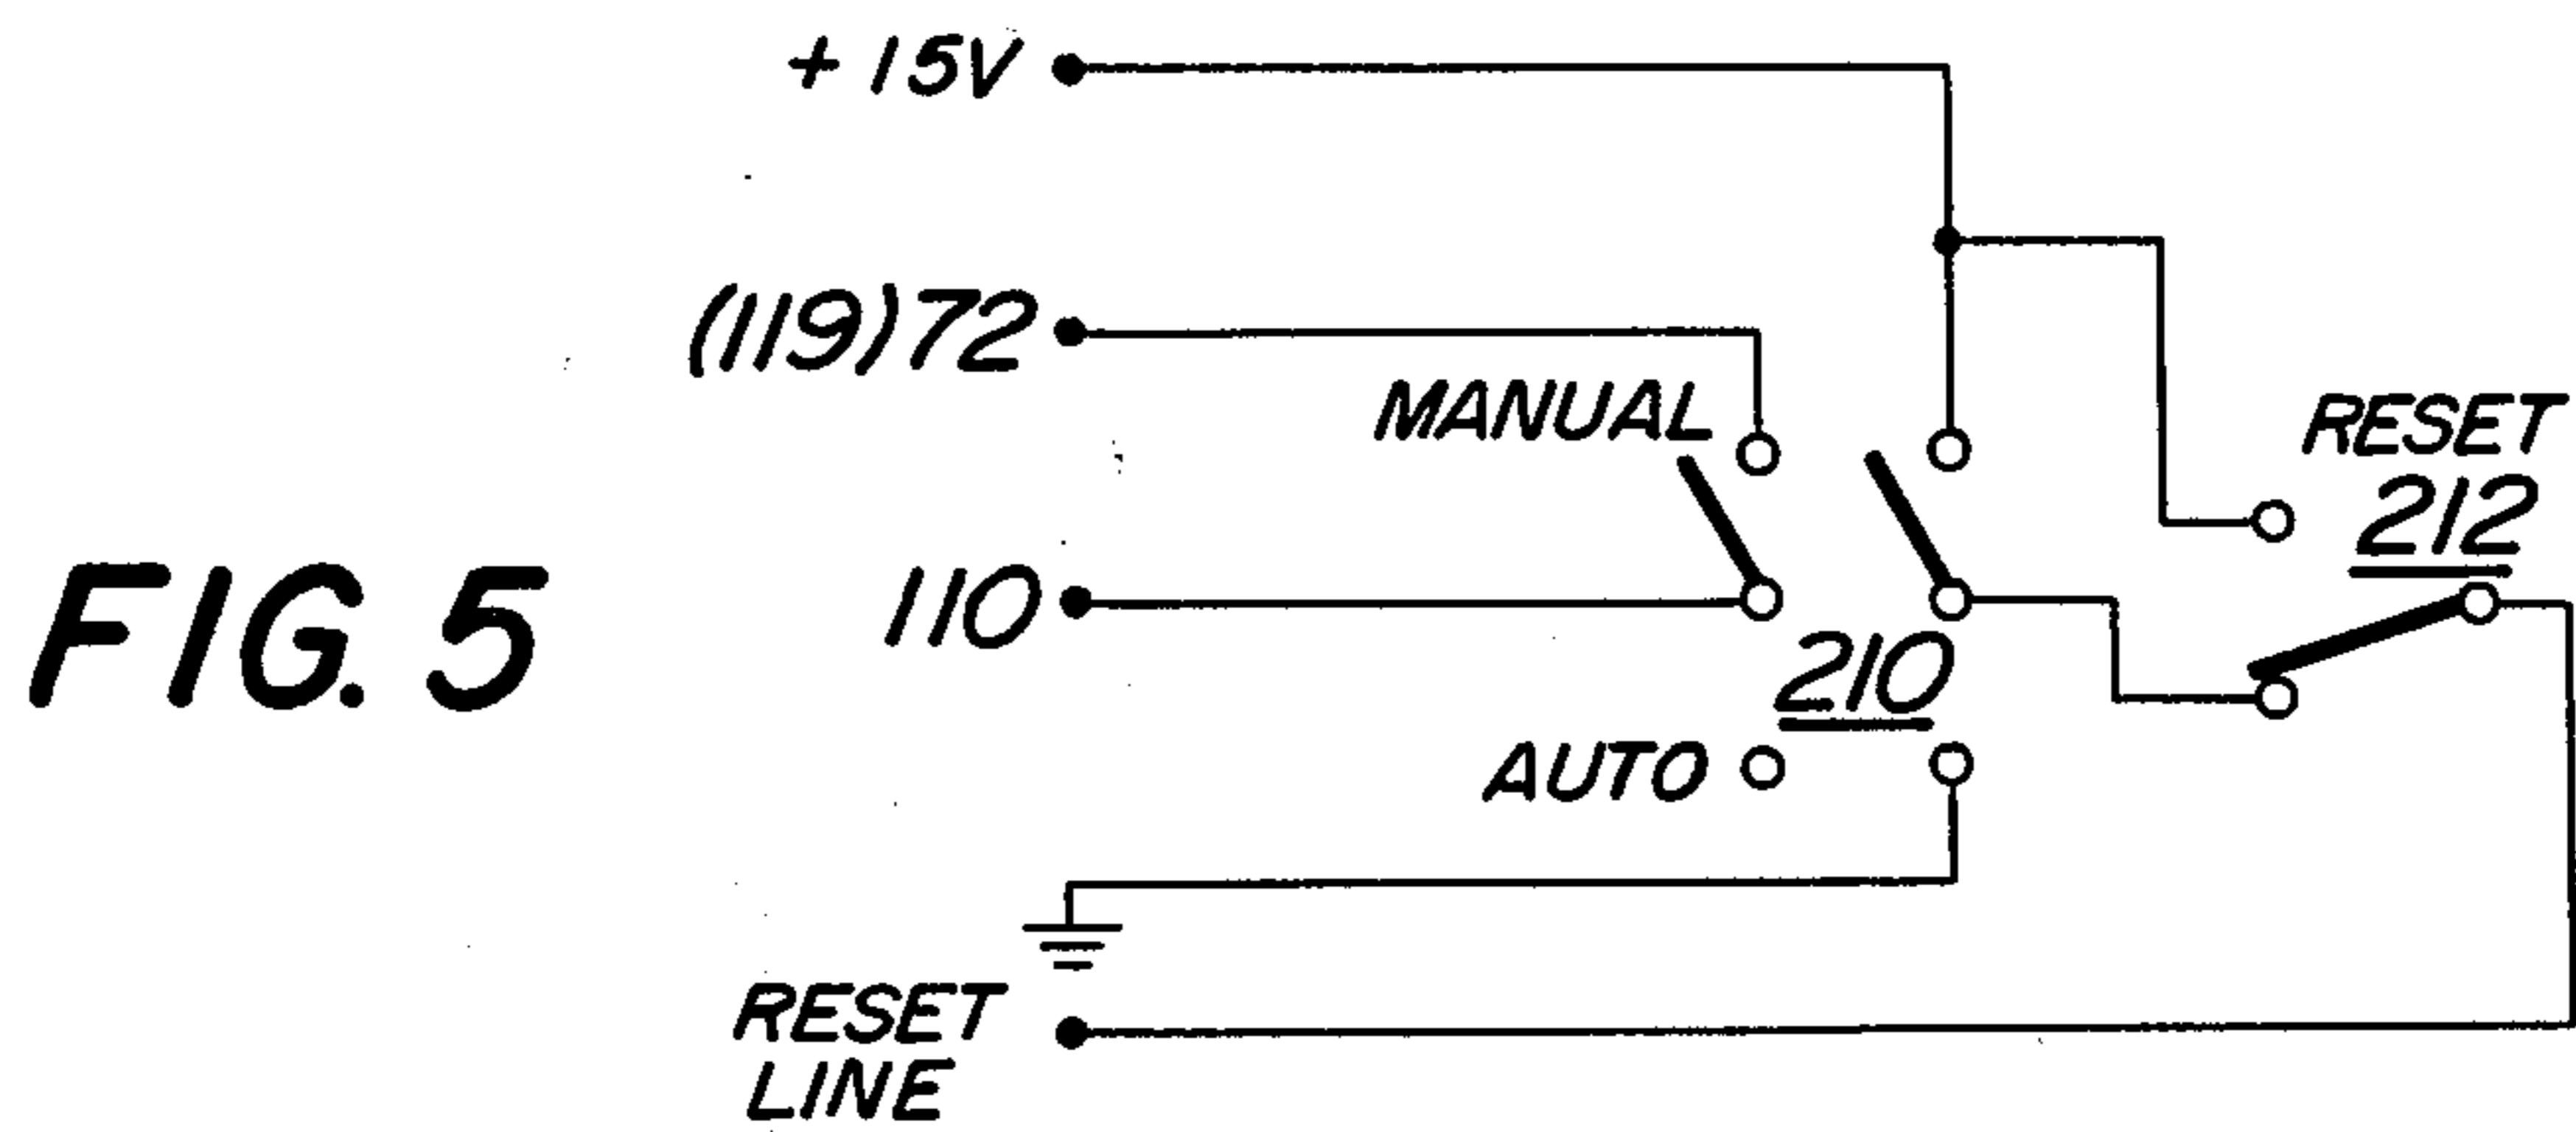 +15V
(119)72
MANUAL
RESET
212
110
FIG. 5
210
AUTO
RESET
LINE